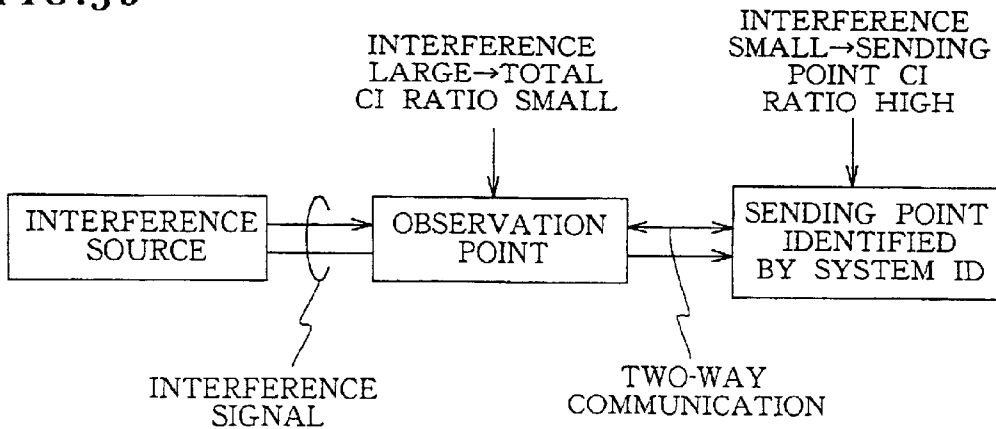 INTERFERENCE
LARGE→TOTAL
CI RATIO SMALL
INTERFERENCE
SMALL→SENDING
POINT CI
RATIO HIGH
INTERFERENCE
SOURCE
OBSERVATION
POINT
SENDING POINT
IDENTIFIED
BY SYSTEM ID
INTERFERENCE
SIGNAL
TWO-WAY
COMMUNICATION